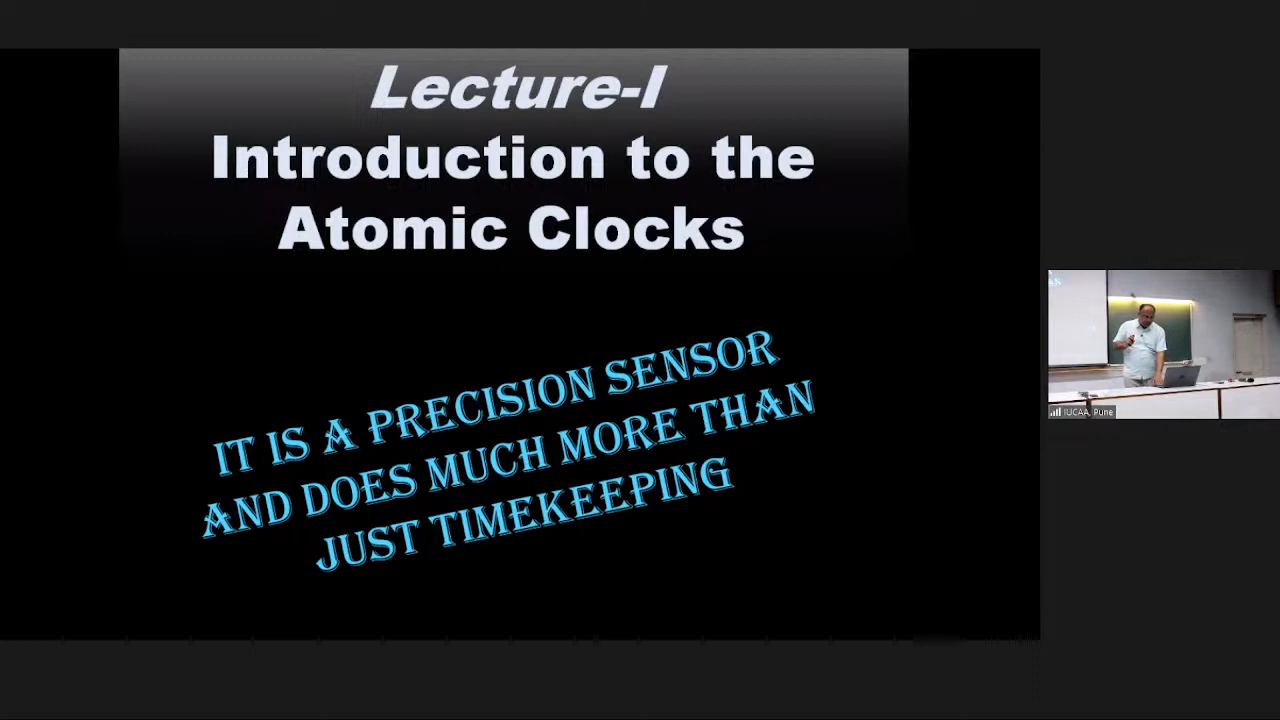 Lecture-I
Introduction to the
Atomic Clocks
IT IS A PRECISION SENSOR
AND DOES MUCH MORE THAN
JUST TIMEKEEPING
IUCAA, Pune